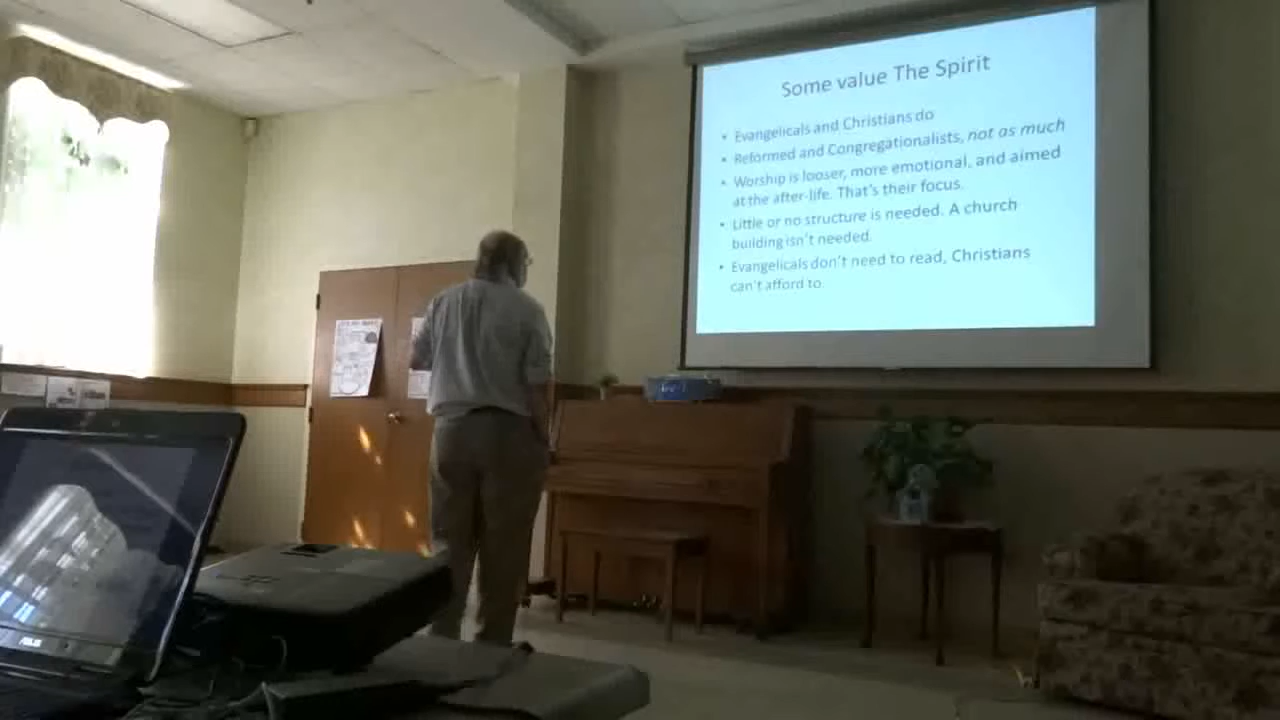 Some value The Spirit
• Evangelicals and Christians do
• Reformed and Congregationalists, not as much
• Worship is looser, more emotional, and aimed
at the after-life. That's their focus.
• Little or no structure is needed. A church
building isn't needed.
• Evangelicals don't need to read, Christians
can't afford to.
ASUS